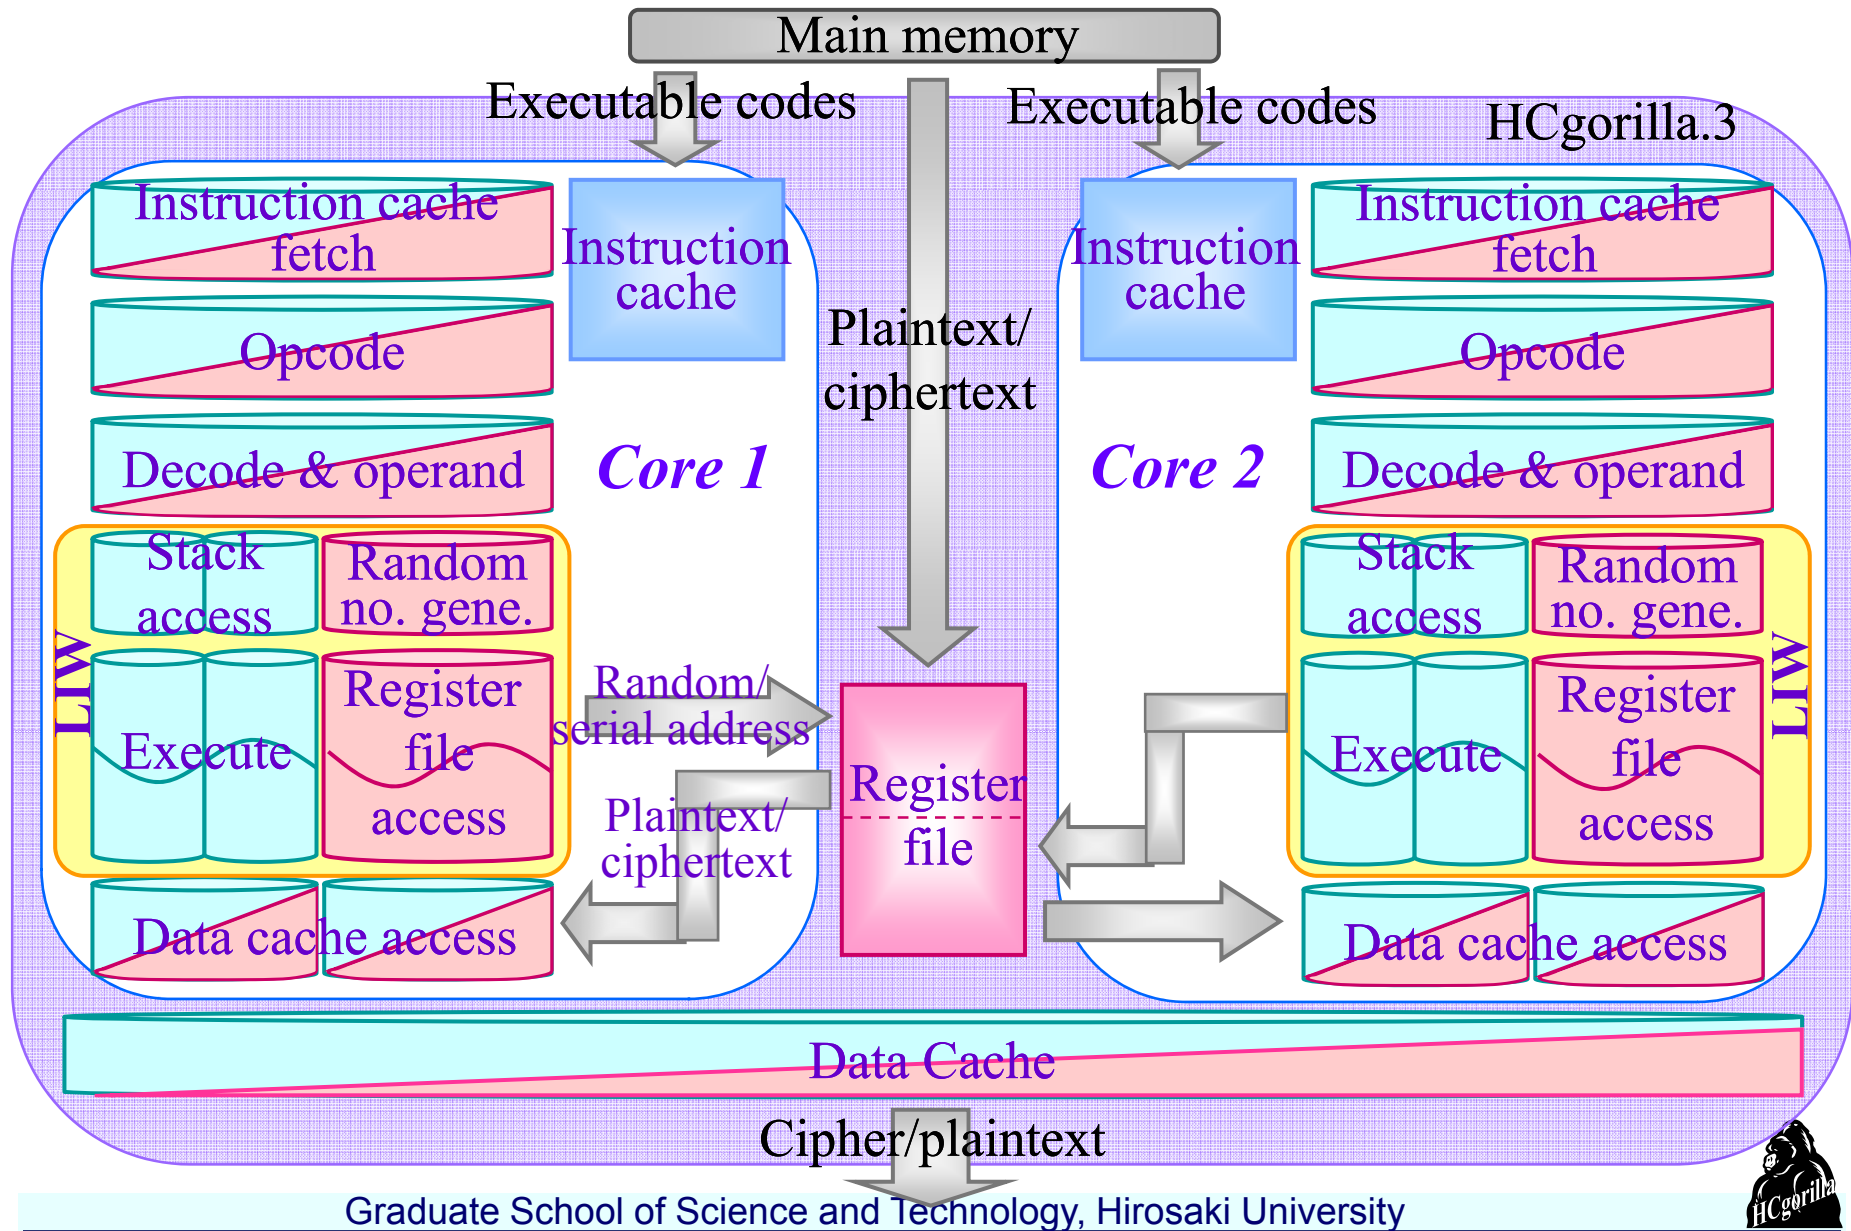 Main memory
Executable codes
Executable codes
HCgorilla.3
Instruction cache
fetch
Instruction
cache
Opcode
Decode & operand
Core 1
Stack
access
Random
no. gene.
LIW
Execute
Register
file
access
Data cache access
Plaintext/
ciphertext
Random/
serial address
Plaintext/
ciphertext
Register
file
Instruction
cache
Instruction cache
fetch
Opcode
Core 2
Decode & operand
Stack
access
Random
no. gene.
LIW
Execute
Register
file
access
Data cache access
Data Cache
Cipher/plaintext
Graduate School of Science and Technology, Hirosaki University
HCgorilla